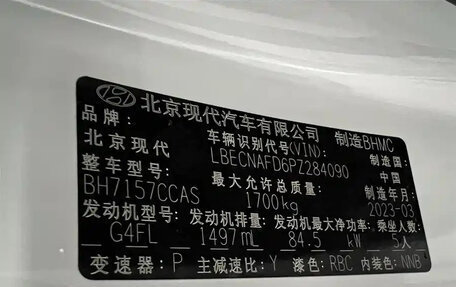 北京现代汽车有限公司 制造BHMC
品牌: 车辆识别代号(VIN): 制造国:
北京现代 LBECNAFD6PZ284090 中国
整车型号: 最大允许总质量: 制造年月:
BH7157CCAS 1700kg 2023-03
发动机型号: 发动机排量: 发动机最大净功率: 乘坐人数:
G4FL 1497mL 84.5 kW 5人
变速器: P 主减速比: Y 漆色: RBC 内装色: NNB